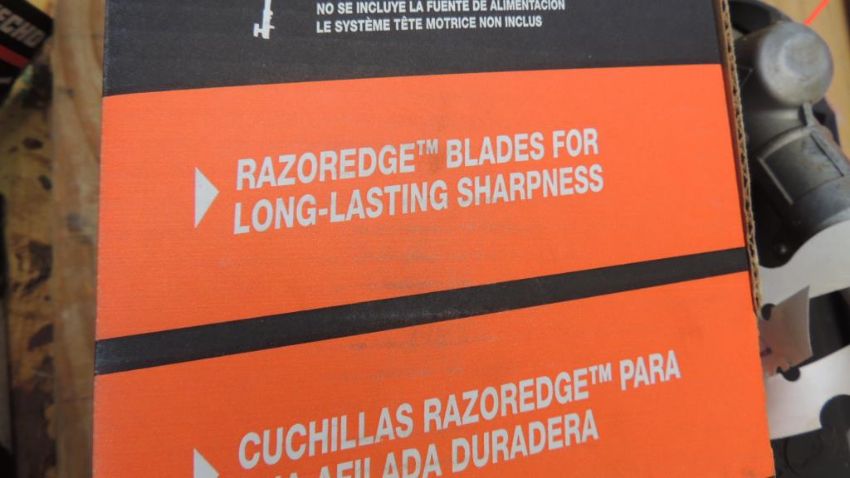 ECHO
NO SE INCLUYE LA FUENTE DE ALIMENTACIÓN
LE SYSTÈME TÊTE MOTRICE NON INCLUS
RAZOREDGE™ BLADES FOR
LONG-LASTING SHARPNESS
CUCHILLAS RAZOREDGE™ PARA
AFILADA DURADERA